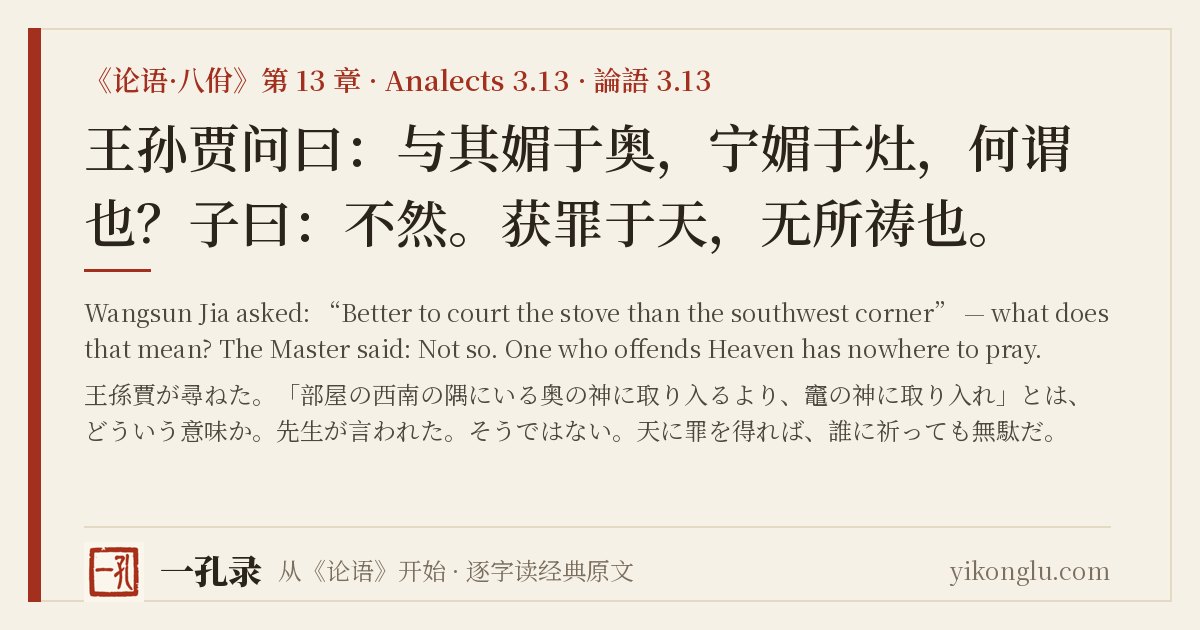 《论语·八佾》第 13 章 · Analects 3.13 · 論語 3.13
王孙贾问曰：与其媚于奥，宁媚于灶，何谓
也？子曰：不然。获罪于天，无所祷也。
Wangsun Jia asked: “Better to court the stove than the southwest corner” — what does
that mean? The Master said: Not so. One who offends Heaven has nowhere to pray.
王孫賈が尋ねた。「部屋の西南の隅にいる奥の神に取り入るより、竈の神に取り入れ」とは、
どういう意味か。先生が言われた。そうではない。天に罪を得れば、誰に祈っても無駄だ。
一孔
一孔录 从《论语》开始 · 逐字读经典原文 yikonglu.com